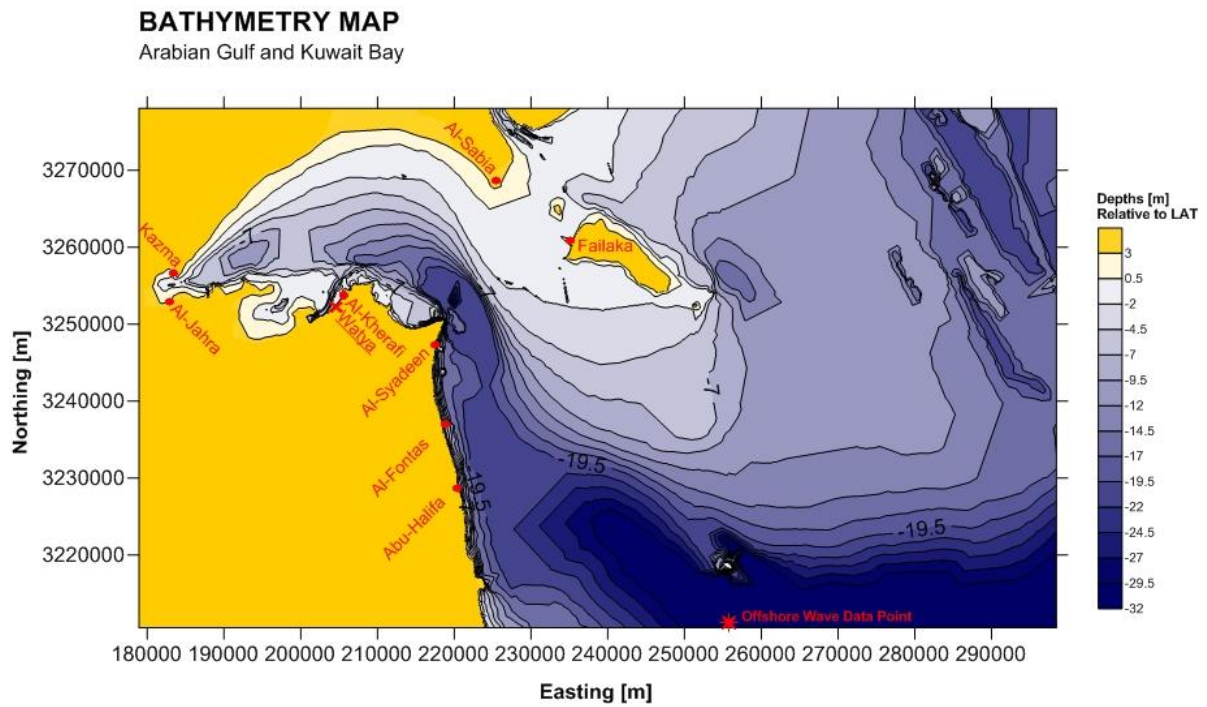 BATHYMETRY MAP
Arabian Gulf and Kuwait Bay
Al-Sabia
Kazma
Al-Jahra
Al-Kherafi
Watya
Al-Syadeen
Al-Fontas
Abu-Halifa
Failaka
-7
-19.5
-19.5
-19.5
Offshore Wave Data Point
Northing [m]
3270000
3260000
3250000
3240000
3230000
3220000
180000 190000 200000 210000 220000 230000 240000 250000 260000 270000 280000 290000
Easting [m]
Depths [m]
Relative to LAT
3
0.5
-2
-4.5
-7
-9.5
-12
-14.5
-17
-19.5
-22
-24.5
-27
-29.5
-32